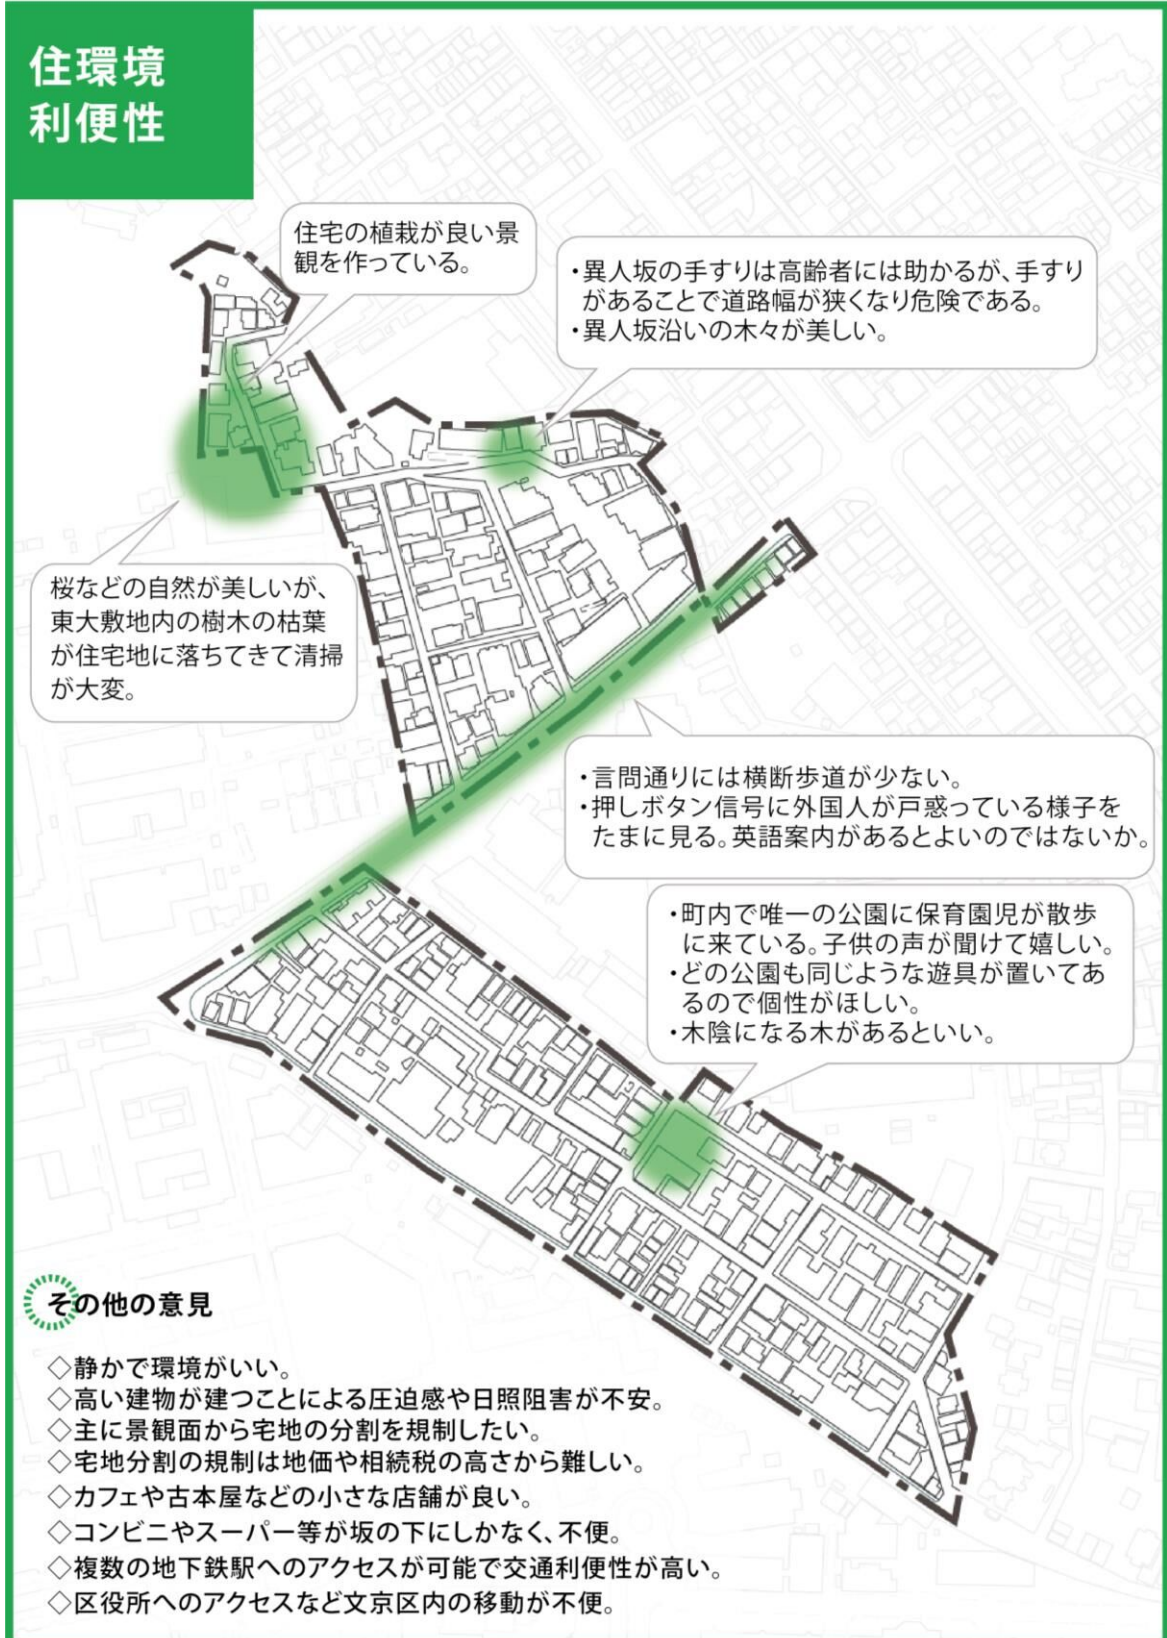 住環境
利便性
住宅の植栽が良い景
観を作っている。
・異人坂の手すりは高齢者には助かるが、手すり
があることで道路幅が狭くなり危険である。
・異人坂沿いの木々が美しい。
桜などの自然が美しいが、
東大敷地内の樹木の枯葉
が住宅地に落ちてきて清掃
が大変。
・言問通りには横断歩道が少ない。
・押しボタン信号に外国人が戸惑っている様子を
たまに見る。英語案内があるとよいのではないか。
・町内で唯一の公園に保育園児が散歩
に来ている。子供の声が聞けて嬉しい。
・どの公園も同じような遊具が置いてあ
るので個性がほしい。
・木陰になる木があるといい。
その他の意見
◇静かで環境がいい。
◇高い建物が建つことによる圧迫感や日照阻害が不安。
◇主に景観面から宅地の分割を規制したい。
◇宅地分割の規制は地価や相続税の高さから難しい。
◇カフェや古本屋などの小さな店舗が良い。
◇コンビニやスーパー等が坂の下にしかなく、不便。
◇複数の地下鉄駅へのアクセスが可能で交通利便性が高い。
◇区役所へのアクセスなど文京区内の移動が不便。